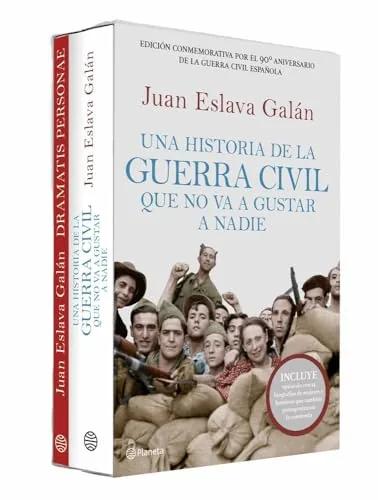 EDICIÓN CONMEMORATIVA POR EL 90º ANIVERSARIO
DE LA GUERRA CIVIL ESPAÑOLA
Juan Eslava Galán
UNA HISTORIA DE LA
GUERRA CIVIL
QUE NO VA A GUSTAR
A NADIE
INCLUYE
Planeta
Juan Eslava Galán DRAMATIS PERSONAE
Juan Eslava Galán
UNA HISTORIA DE LA
GUERRA CIVIL
QUE NO VA A GUSTAR
A NADIE